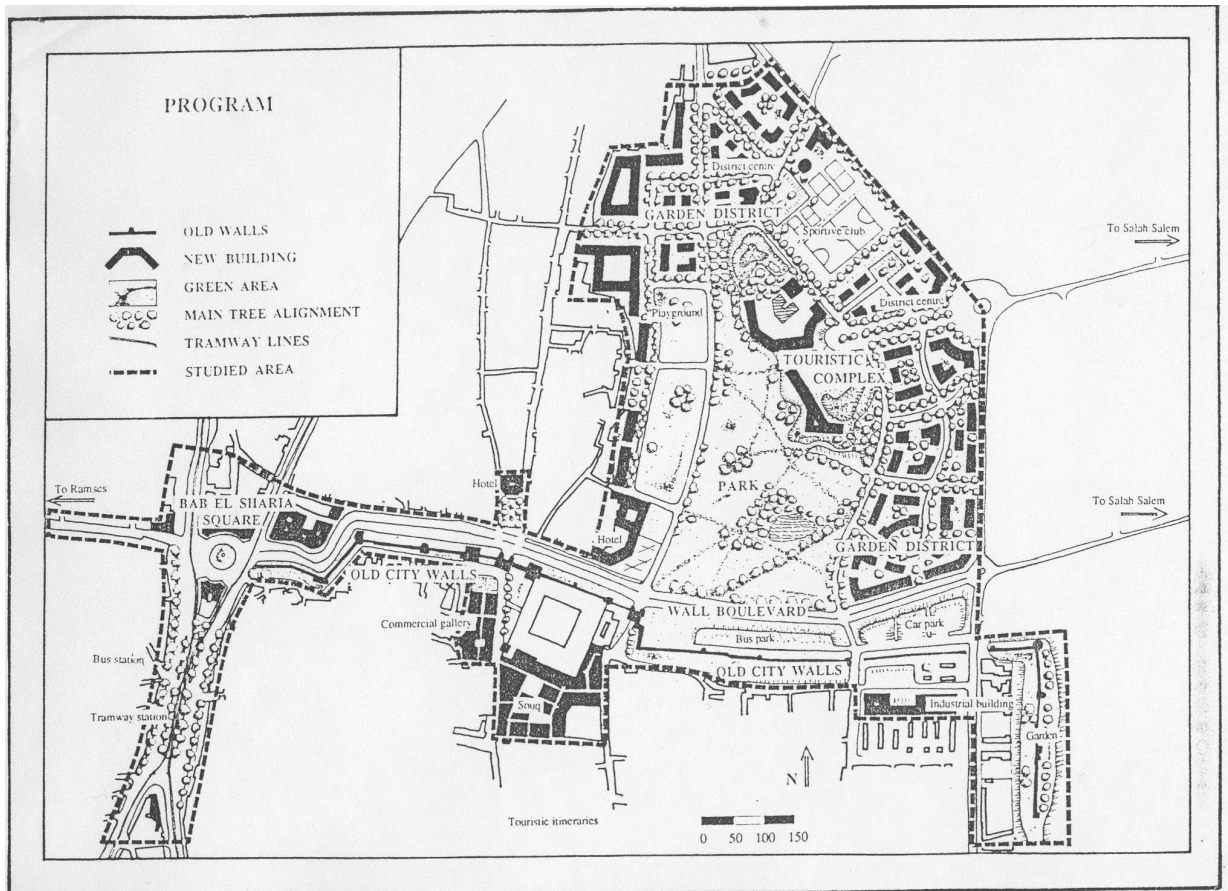 PROGRAM
OLD WALLS
NEW BUILDING
GREEN AREA
MAIN TREE ALIGNMENT
TRAMWAY LINES
STUDIED AREA
District centre
GARDEN DISTRICT
Sportive club
To Salah Salem
District centre
Playground
TOURISTIC
COMPLEX
To Ramses
Hotel
PARK
BAB EL SHARIA
SQUARE
To Salah Salem
Hotel
GARDEN DISTRICT
OLD CITY WALLS
WALL BOULEVARD
Commercial gallery
Car park
Bus park
Bus station
OLD CITY WALLS
Souq
Industrial building
Tramway station
Garden
N
Touristic itineraries
0 50 100 150